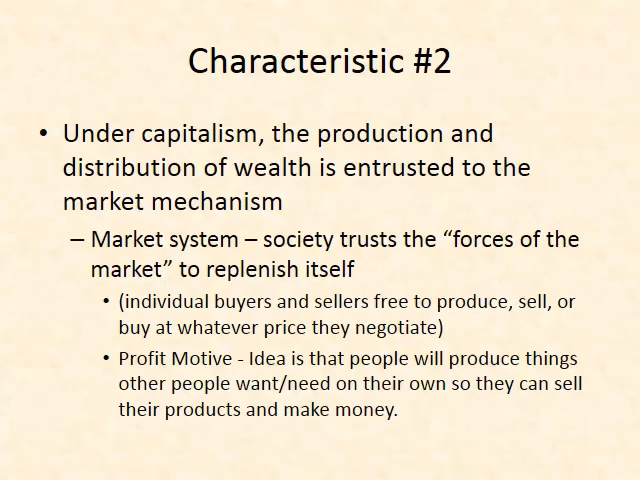 Characteristic #2
• Under capitalism, the production and
distribution of wealth is entrusted to the
market mechanism
– Market system – society trusts the “forces of the
market” to replenish itself
• (individual buyers and sellers free to produce, sell, or
buy at whatever price they negotiate)
• Profit Motive - Idea is that people will produce things
other people want/need on their own so they can sell
their products and make money.